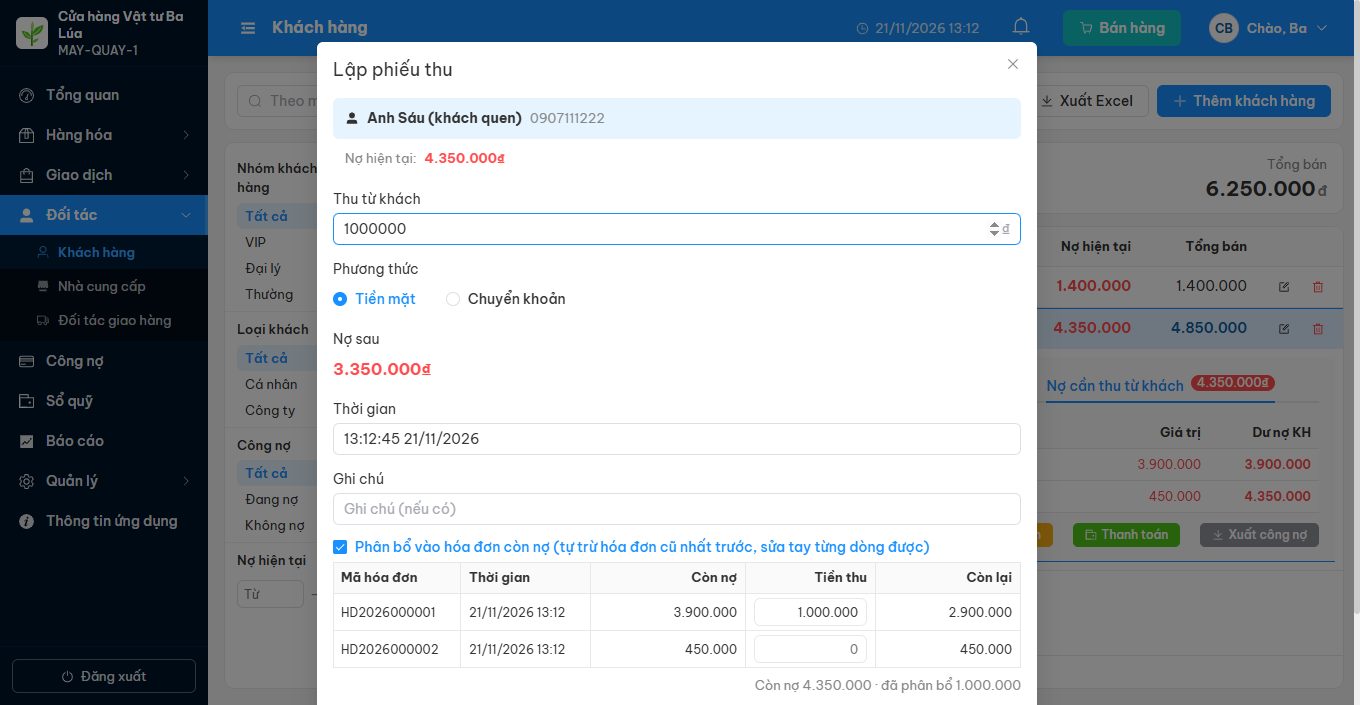 Cửa hàng Vật tư Ba
Lúa
MAY-QUAY-1
Tổng quan
Hàng hóa
Giao dịch
Đối tác
Khách hàng
Nhà cung cấp
Đối tác giao hàng
Công nợ
Sổ quỹ
Báo cáo
Quản lý
Thông tin ứng dụng
Đăng xuất
Khách hàng
21/11/2026 13:12
Bán hàng
CB
Chào, Ba
Theo
Xuất Excel
Thêm khách hàng
Nhóm khách
hàng
Tất cả
VIP
Đại lý
Thường
Loại khách
Tất cả
Cá nhân
Công ty
Công nợ
Tất cả
Đang nợ
Không nợ
Nợ hiện tại
Từ
Lập phiếu thu
Anh Sáu (khách quen) 0907111222
Nợ hiện tại: 4.350.000₫
Thu từ khách
1000000 ₫
Phương thức
Tiền mặt Chuyển khoản
Nợ sau
3.350.000₫
Thời gian
13:12:45 21/11/2026
Ghi chú
Ghi chú (nếu có)
Phân bổ vào hóa đơn còn nợ (tự trừ hóa đơn cũ nhất trước, sửa tay từng dòng được)
Mã hóa đơn Thời gian Còn nợ Tiền thu Còn lại
HD2026000001 21/11/2026 13:12 3.900.000 1.000.000 2.900.000
HD2026000002 21/11/2026 13:12 450.000 0 450.000
Còn nợ 4.350.000 · đã phân bổ 1.000.000
Tổng bán
6.250.000₫
Nợ hiện tại Tổng bán
1.400.000 1.400.000
4.350.000 4.850.000
Nợ cần thu từ khách 4.350.000₫
Giá trị Dư nợ KH
3.900.000 3.900.000
450.000 4.350.000
Thanh toán Xuất công nợ